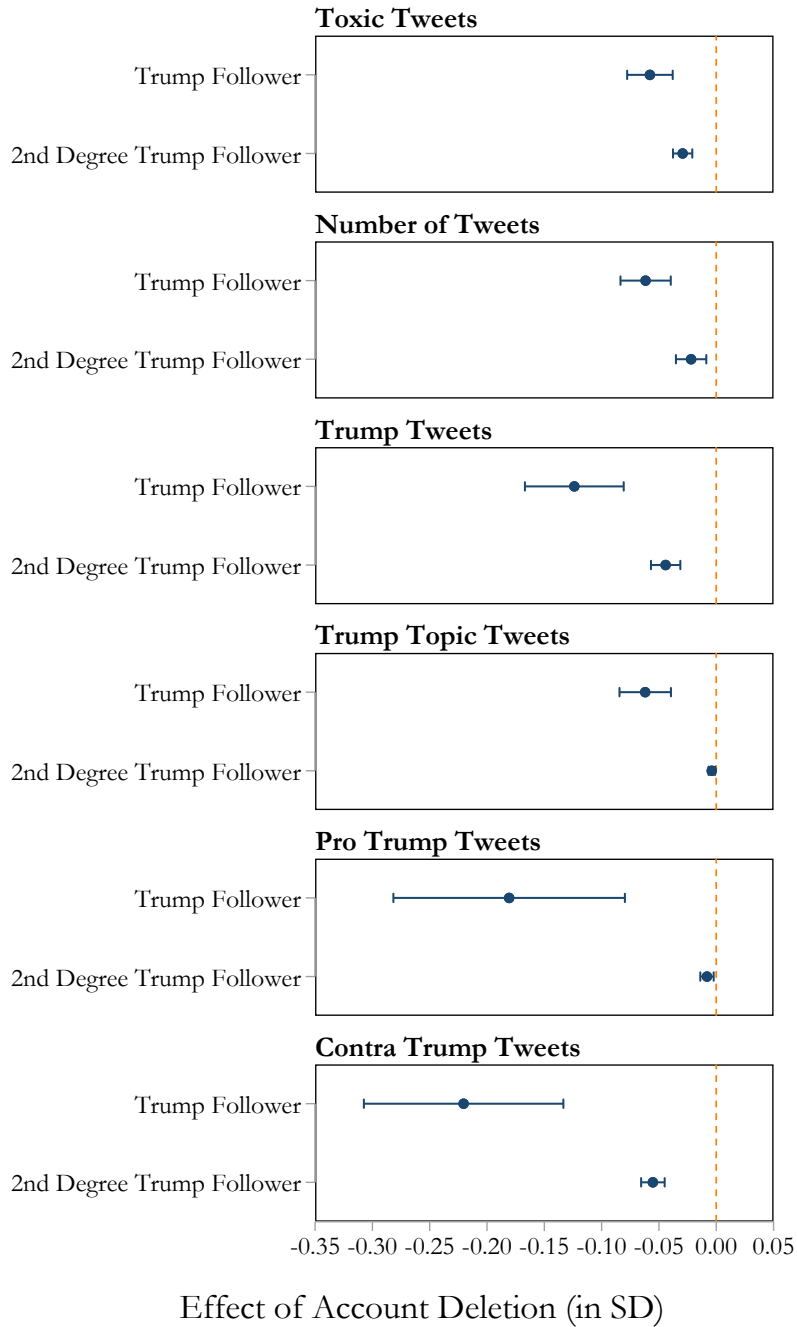 Toxic Tweets
Trump Follower
2nd Degree Trump Follower
Number of Tweets
Trump Follower
2nd Degree Trump Follower
Trump Tweets
Trump Follower
2nd Degree Trump Follower
Trump Topic Tweets
Trump Follower
2nd Degree Trump Follower
Pro Trump Tweets
Trump Follower
2nd Degree Trump Follower
Contra Trump Tweets
Trump Follower
2nd Degree Trump Follower
-0.35 -0.30 -0.25 -0.20 -0.15 -0.10 -0.05 0.00 0.05
Effect of Account Deletion (in SD)